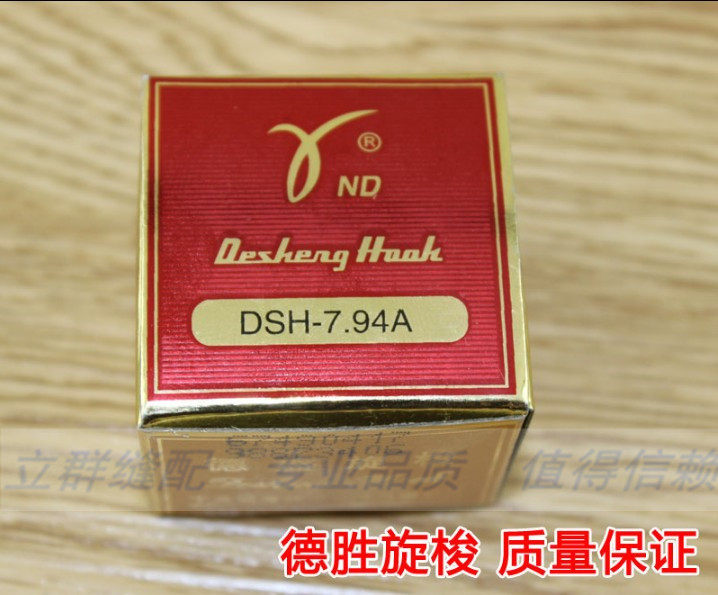 ®
ND
Desheng Hook
DSH-7.94A
立群缝配 专业品质 值得信赖
德胜旋梭 质量保证